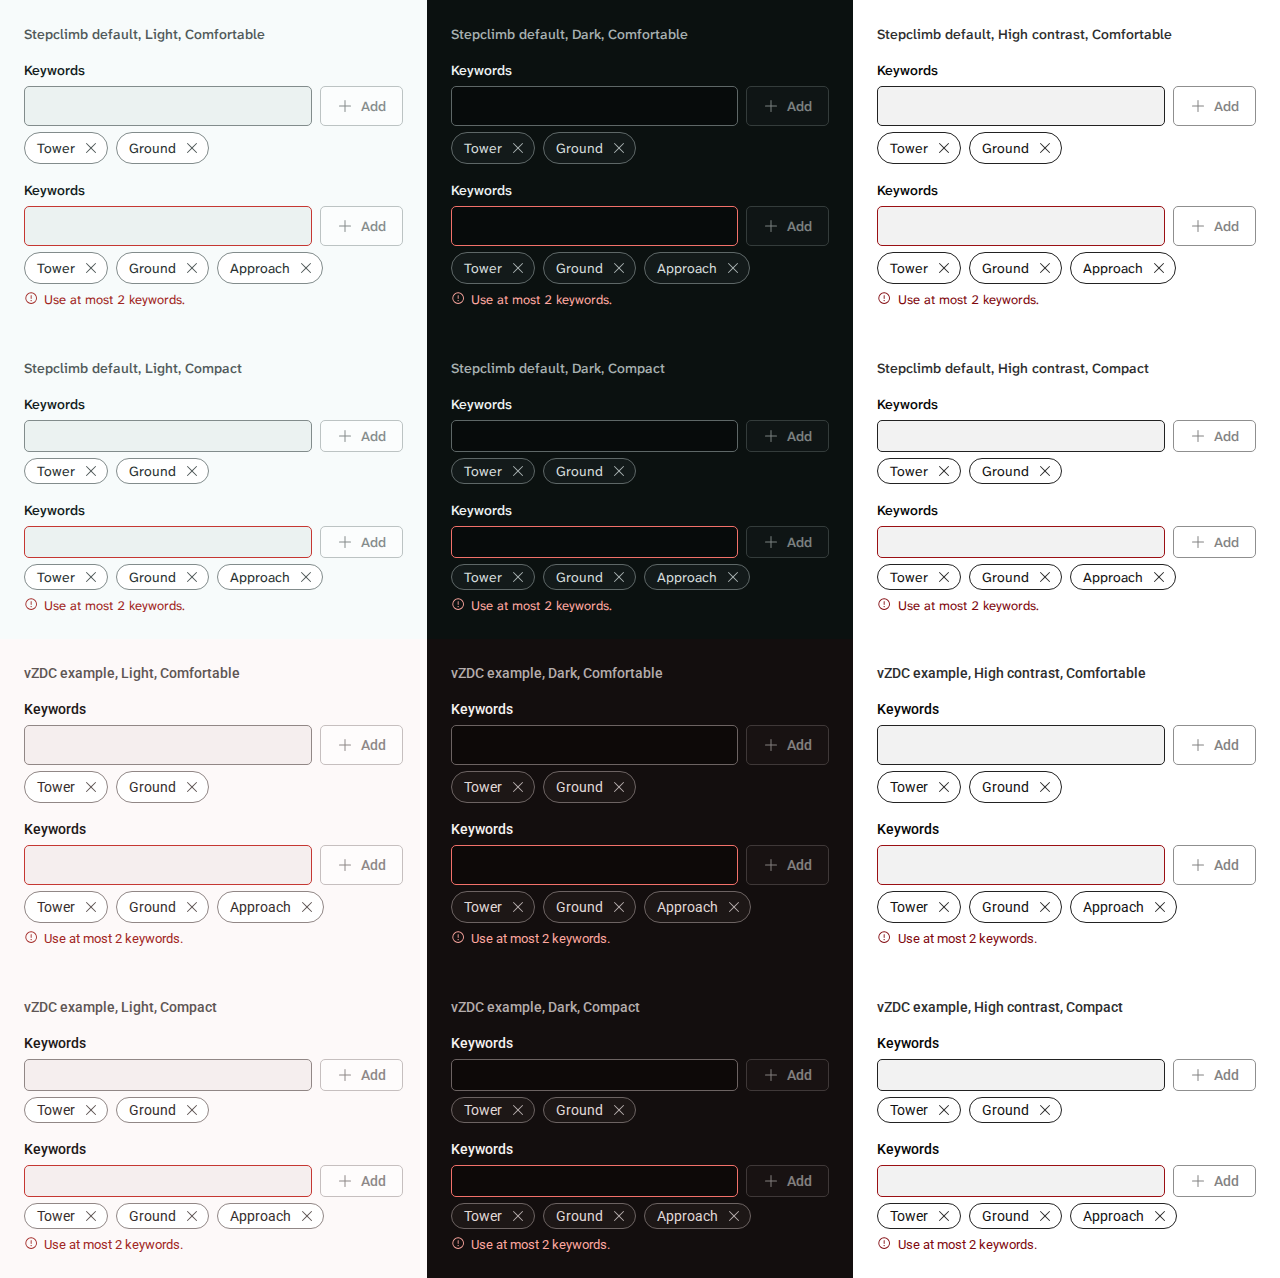 Stepclimb default, Light, Comfortable
Keywords
Add
Tower Ground
Keywords
Add
Tower Ground Approach
Use at most 2 keywords.
Stepclimb default, Dark, Comfortable
Keywords
Add
Tower Ground
Keywords
Add
Tower Ground Approach
Use at most 2 keywords.
Stepclimb default, High contrast, Comfortable
Keywords
Add
Tower Ground
Keywords
Add
Tower Ground Approach
Use at most 2 keywords.
Stepclimb default, Light, Compact
Keywords
Add
Tower Ground
Keywords
Add
Tower Ground Approach
Use at most 2 keywords.
Stepclimb default, Dark, Compact
Keywords
Add
Tower Ground
Keywords
Add
Tower Ground Approach
Use at most 2 keywords.
Stepclimb default, High contrast, Compact
Keywords
Add
Tower Ground
Keywords
Add
Tower Ground Approach
Use at most 2 keywords.
vZDC example, Light, Comfortable
Keywords
Add
Tower Ground
Keywords
Add
Tower Ground Approach
Use at most 2 keywords.
vZDC example, Dark, Comfortable
Keywords
Add
Tower Ground
Keywords
Add
Tower Ground Approach
Use at most 2 keywords.
vZDC example, High contrast, Comfortable
Keywords
Add
Tower Ground
Keywords
Add
Tower Ground Approach
Use at most 2 keywords.
vZDC example, Light, Compact
Keywords
Add
Tower Ground
Keywords
Add
Tower Ground Approach
Use at most 2 keywords.
vZDC example, Dark, Compact
Keywords
Add
Tower Ground
Keywords
Add
Tower Ground Approach
Use at most 2 keywords.
vZDC example, High contrast, Compact
Keywords
Add
Tower Ground
Keywords
Add
Tower Ground Approach
Use at most 2 keywords.